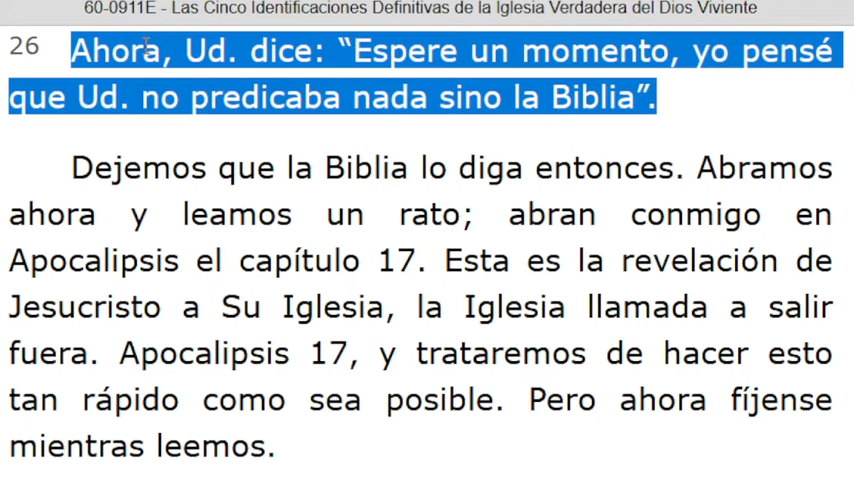 60-0911E - Las Cinco Identificaciones Definitivas de la Iglesia Verdadera del Dios Viviente
26 Ahora, Ud. dice: “Espere un momento, yo pensé
que Ud. no predicaba nada sino la Biblia”.
Dejemos que la Biblia lo diga entonces. Abramos
ahora y leamos un rato; abran conmigo en
Apocalipsis el capítulo 17. Esta es la revelación de
Jesucristo a Su Iglesia, la Iglesia llamada a salir
fuera. Apocalipsis 17, y trataremos de hacer esto
tan rápido como sea posible. Pero ahora fíjense
mientras leemos.